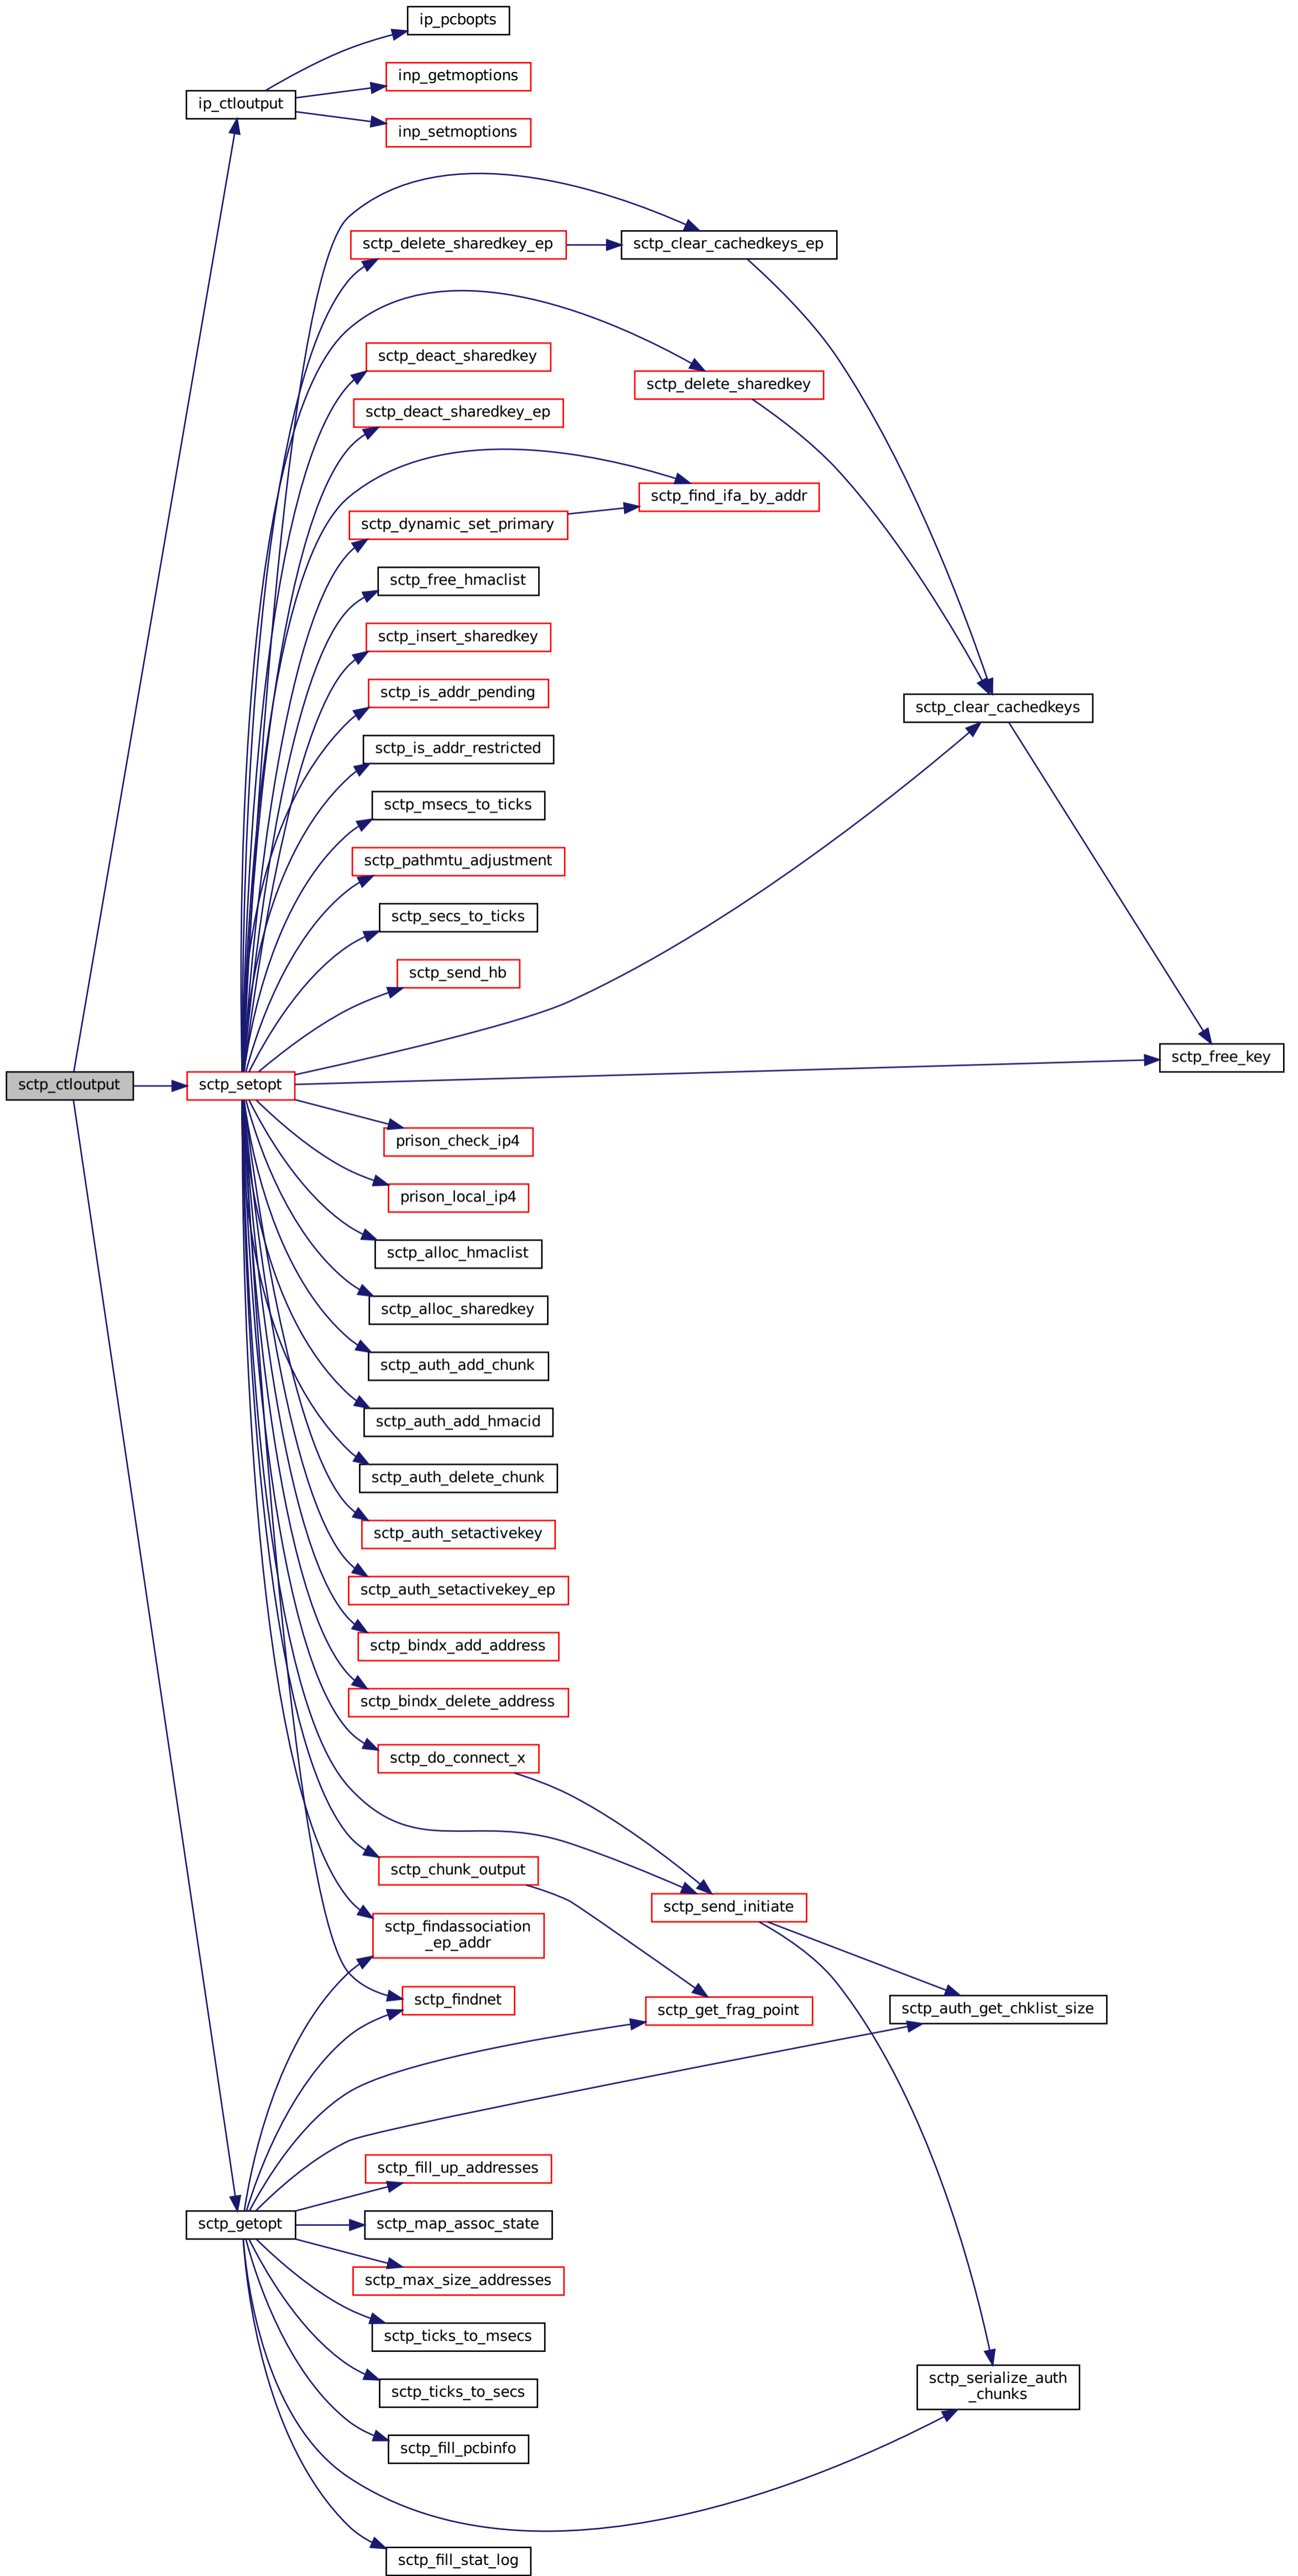 ip_pcbopts
inp_getmoptions
ip_ctloutput
inp_setmoptions
sctp_delete_sharedkey_ep
sctp_clear_cachedkeys_ep
sctp_deact_sharedkey
sctp_delete_sharedkey
sctp_deact_sharedkey_ep
sctp_find_ifa_by_addr
sctp_dynamic_set_primary
sctp_free_hmaclist
sctp_insert_sharedkey
sctp_is_addr_pending
sctp_clear_cachedkeys
sctp_is_addr_restricted
sctp_msecs_to_ticks
sctp_pathmtu_adjustment
sctp_secs_to_ticks
sctp_send_hb
sctp_free_key
sctp_ctloutput
sctp_setopt
prison_check_ip4
prison_local_ip4
sctp_alloc_hmaclist
sctp_alloc_sharedkey
sctp_auth_add_chunk
sctp_auth_add_hmacid
sctp_auth_delete_chunk
sctp_auth_setactivekey
sctp_auth_setactivekey_ep
sctp_bindx_add_address
sctp_bindx_delete_address
sctp_do_connect_x
sctp_chunk_output
sctp_send_initiate
sctp_findassociation
_ep_addr
sctp_findnet
sctp_get_frag_point
sctp_auth_get_chklist_size
sctp_fill_up_addresses
sctp_getopt
sctp_map_assoc_state
sctp_max_size_addresses
sctp_ticks_to_msecs
sctp_serialize_auth
_chunks
sctp_ticks_to_secs
sctp_fill_pcbinfo
sctp_fill_stat_log